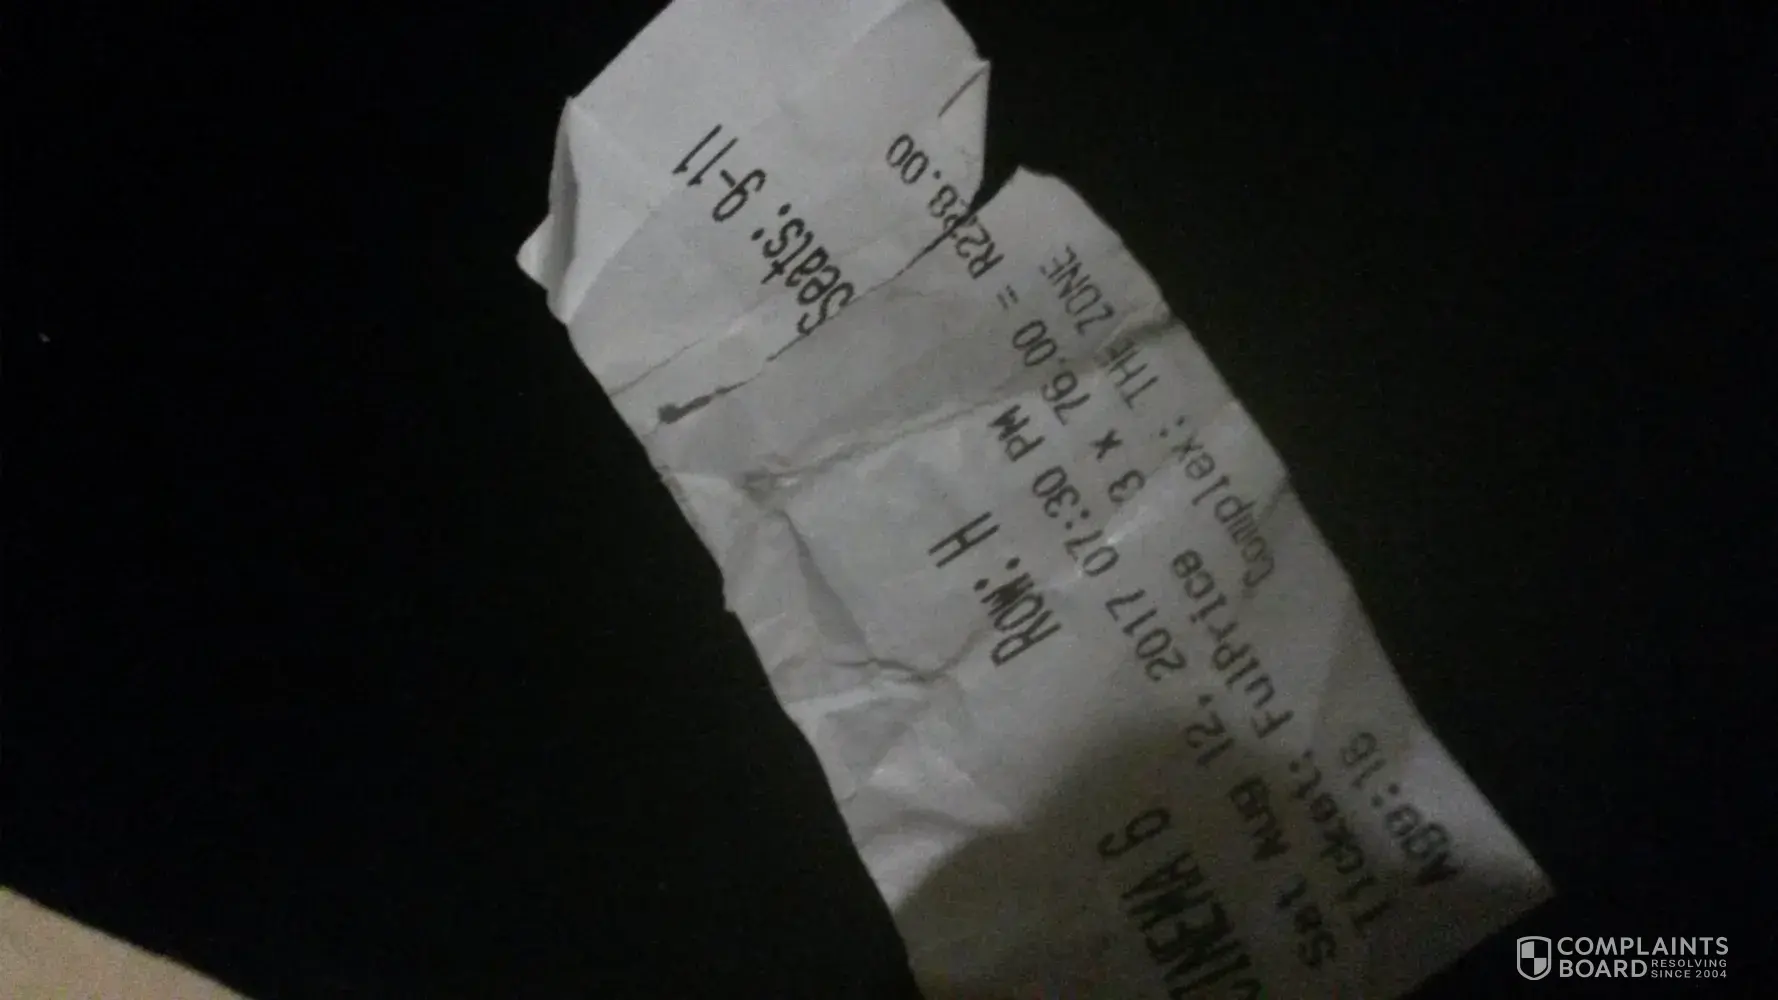 CINEMA 6 Row: H Seats: 9-11
Sat Aug 12, 2017 07:30 PM
Ticket: FulPrice 3 x 76.00 = R228.00
Age:16 Complex: THE ZONE
COMPLAINTS
BOARD RESOLVING
SINCE 2004